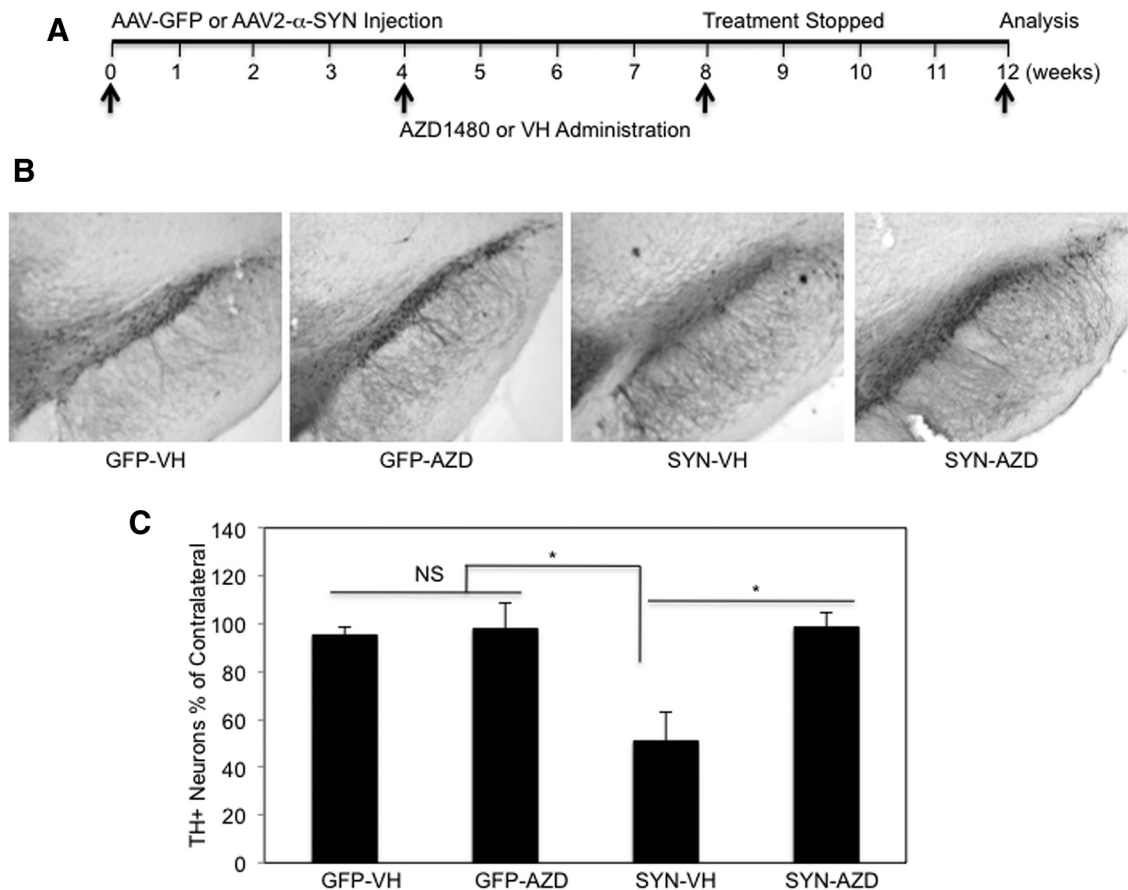 A
AAV-GFP or AAV2-α-SYN Injection Treatment Stopped Analysis
0 1 2 3 4 5 6 7 8 9 10 11 12 (weeks)
AZD1480 or VH Administration
B
GFP-VH GFP-AZD SYN-VH SYN-AZD
C
TH+ Neurons % of Contralateral
140
120
100
80
60
40
20
0
NS * *
GFP-VH GFP-AZD SYN-VH SYN-AZD